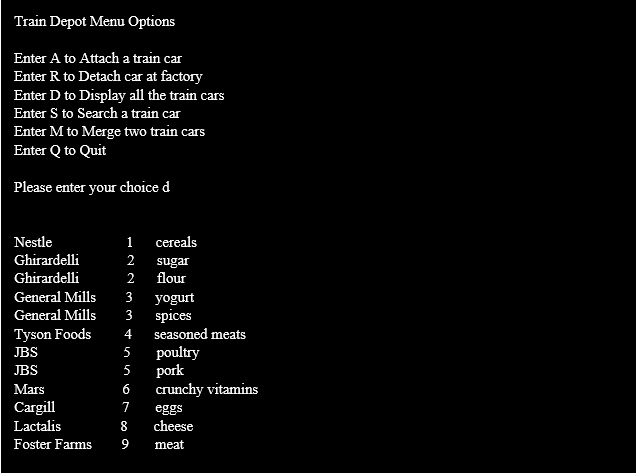 Train Depot Menu Options
Enter A to Attach a train car
Enter R to Detach car at factory
Enter D to Display all the train cars
Enter S to Search a train car
Enter M to Merge two train cars
Enter Q to Quit
Please enter your choice d
Nestle 1 cereals
Ghirardelli 2 sugar
Ghirardelli 2 flour
General Mills 3 yogurt
General Mills 3 spices
Tyson Foods 4 seasoned meats
JBS 5 poultry
JBS 5 pork
Mars 6 crunchy vitamins
Cargill 7 eggs
Lactalis 8 cheese
Foster Farms 9 meat